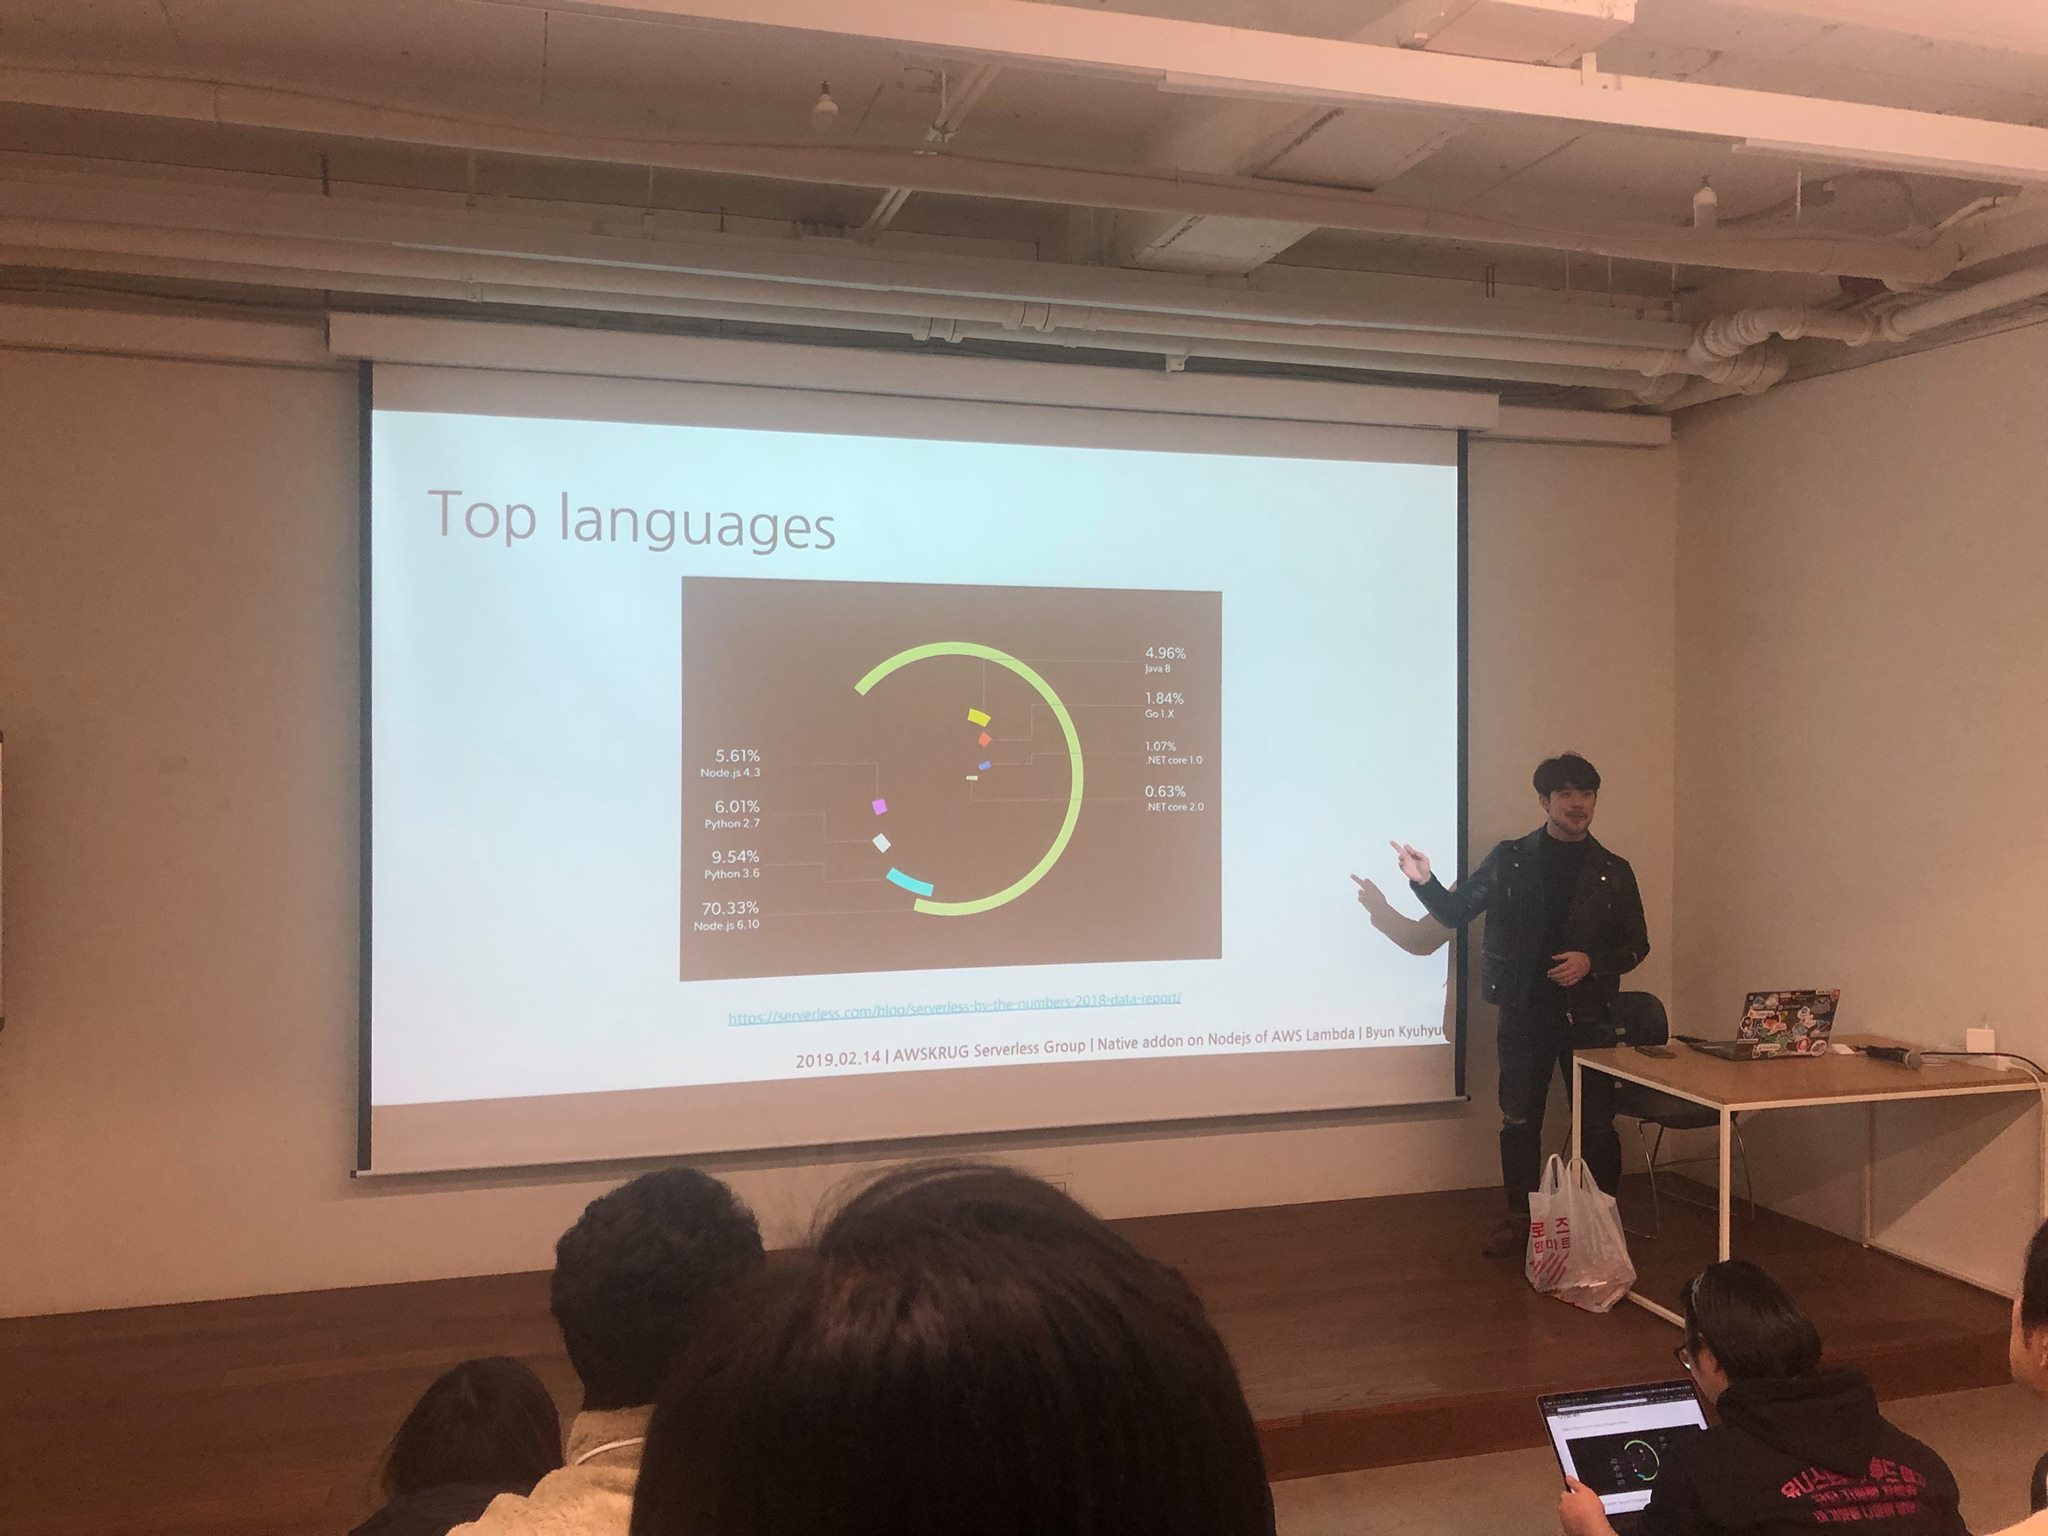 Top languages
4.96%
Java 8
1.84%
Go 1.X
1.07%
.NET core 1.0
0.63%
.NET core 2.0
5.61%
Node.js 4.3
6.01%
Python 2.7
9.54%
Python 3.6
70.33%
Node.js 6.10
https://serverless.com/blog/serverless-by-the-numbers-2018-data-report/
2019.02.14 | AWSKRUG Serverless Group | Native addon on Nodejs of AWS Lambda | Byun Kyuhyu
마트